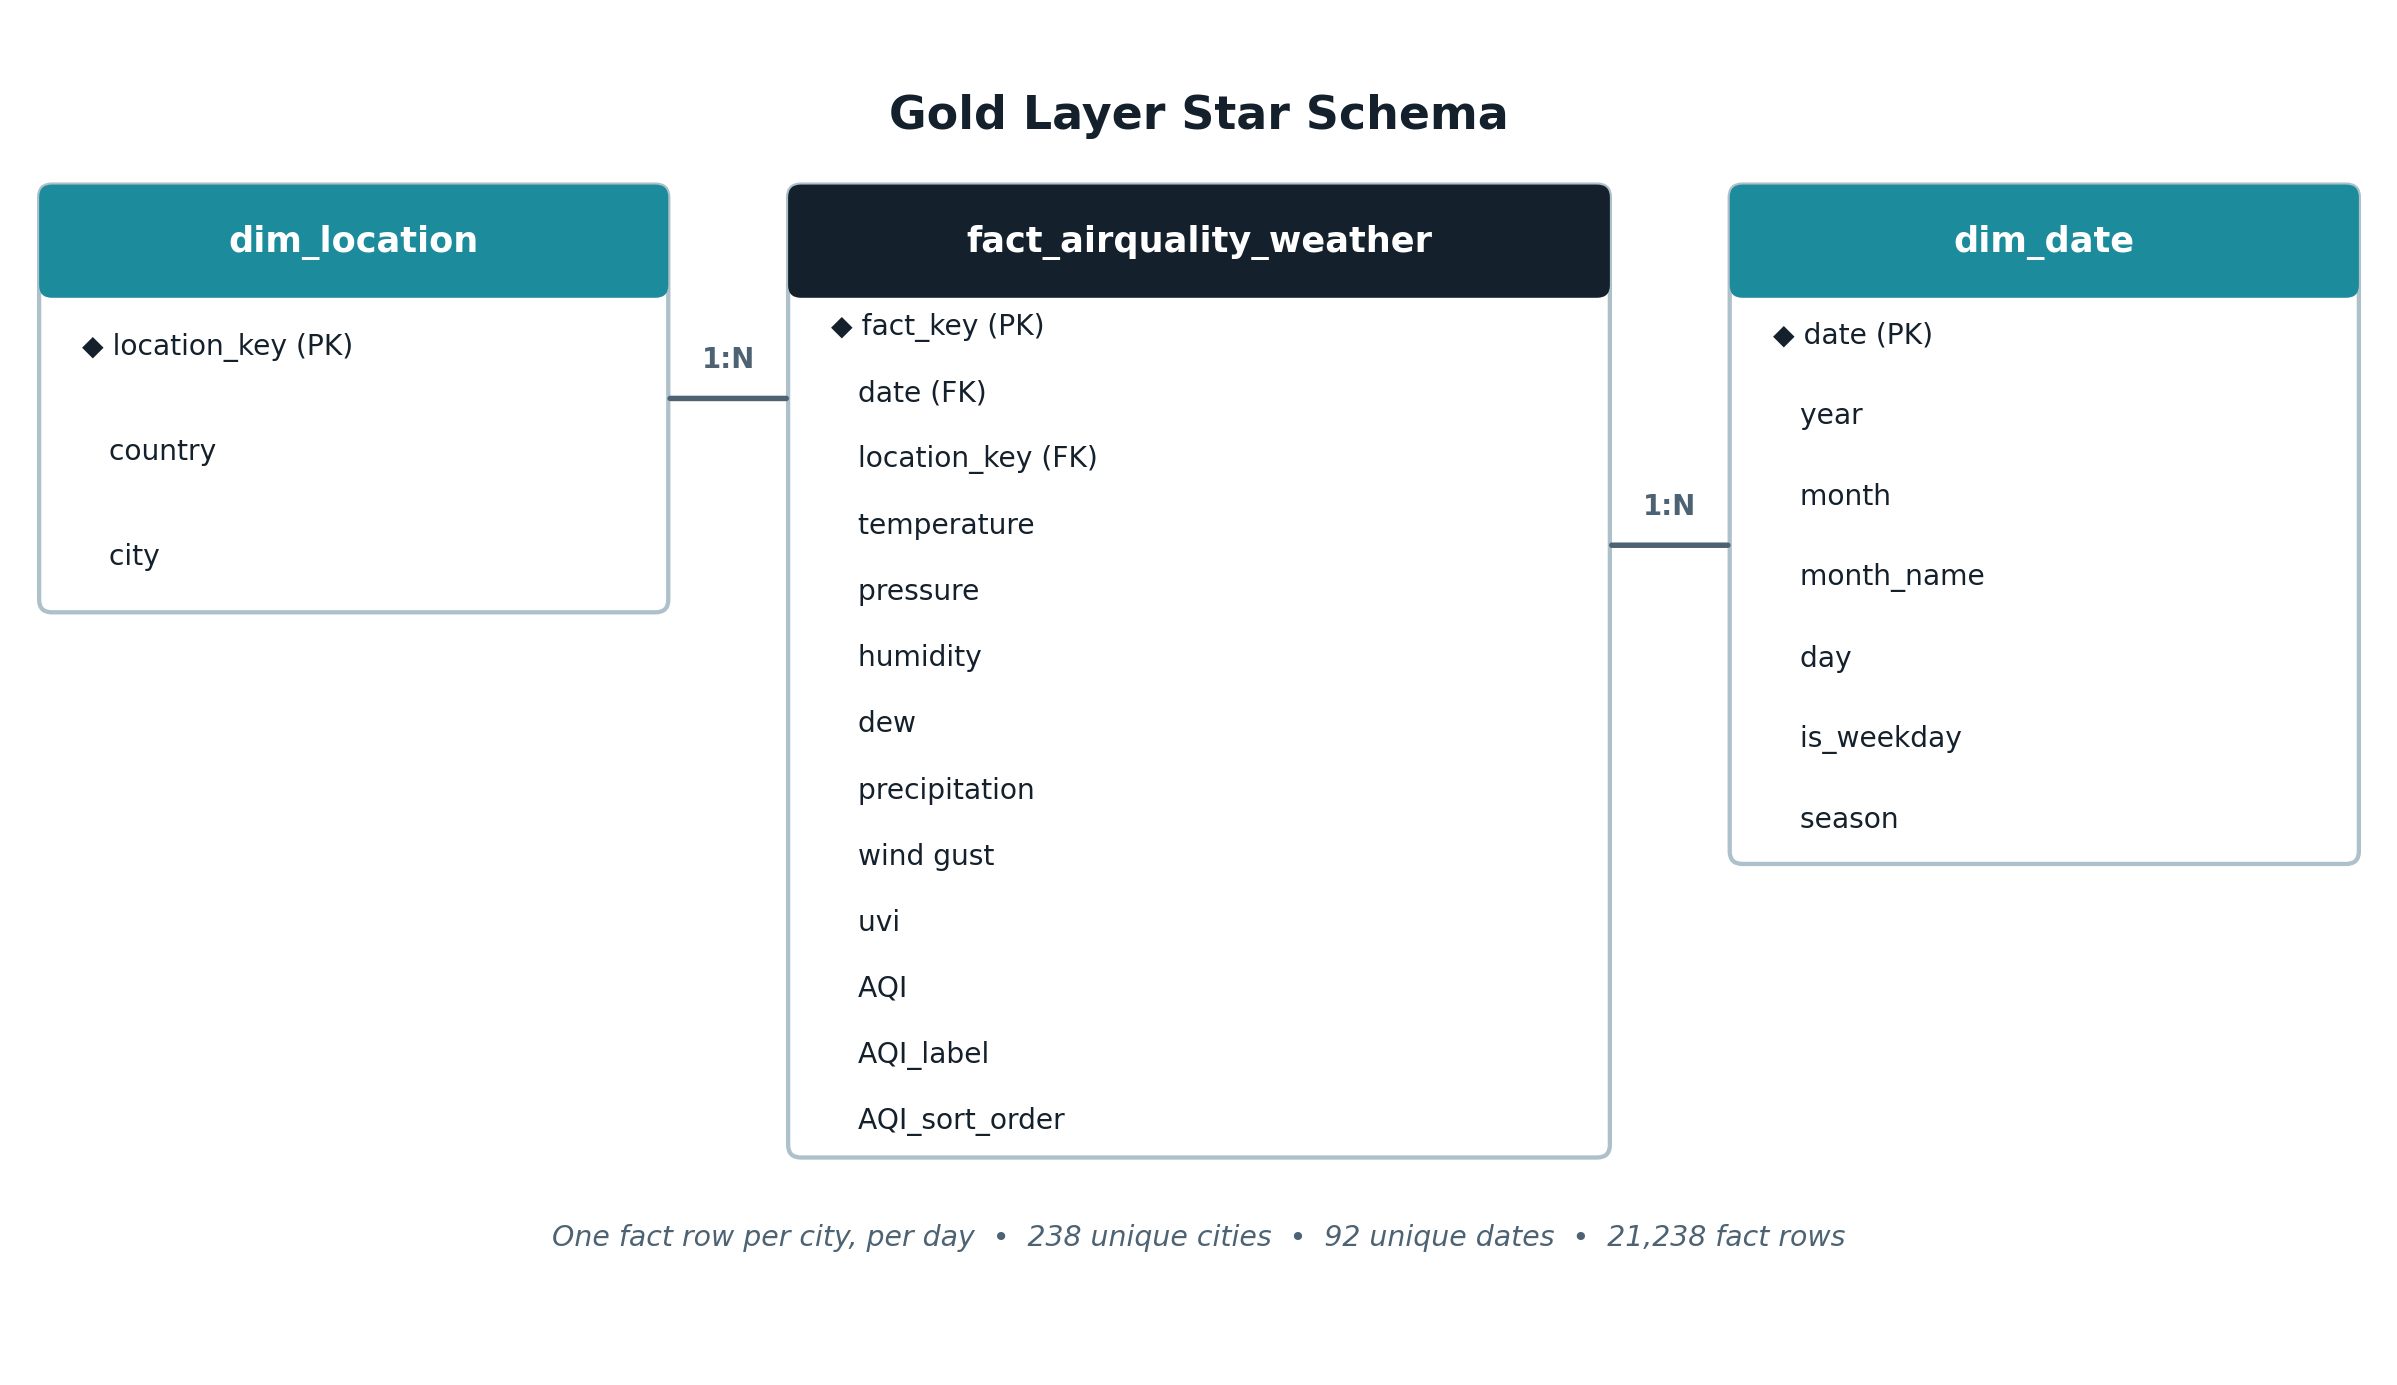 Gold Layer Star Schema
dim_location
◆ location_key (PK)
country
city
1:N
fact_airquality_weather
◆ fact_key (PK)
date (FK)
location_key (FK)
temperature
pressure
humidity
dew
precipitation
wind gust
uvi
AQI
AQI_label
AQI_sort_order
1:N
dim_date
◆ date (PK)
year
month
month_name
day
is_weekday
season
One fact row per city, per day • 238 unique cities • 92 unique dates • 21,238 fact rows